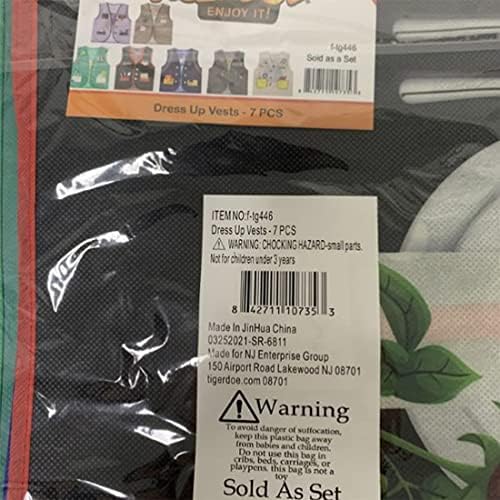 ENJOY IT!
f-tg446
Sold as a Set
Dress Up Vests - 7 PCS
ITEM NO:f-tg446
Dress Up Vests - 7 PCS
WARNING: CHOCKING HAZARD-small parts.
Not for children under 3 years
8 42711 10735 3
Made In JinHua China
03252021-SR-6811
Made for NJ Enterprise Group
150 Airport Road Lakewood NJ 08701
tigerdoe.com 08701
Warning
To avoid danger of suffocation,
keep this plastic bag away
from babies and children.
Do not use this bag in
cribs, beds, carriages, or
playpens, this bag is not a
toy
Sold As Set